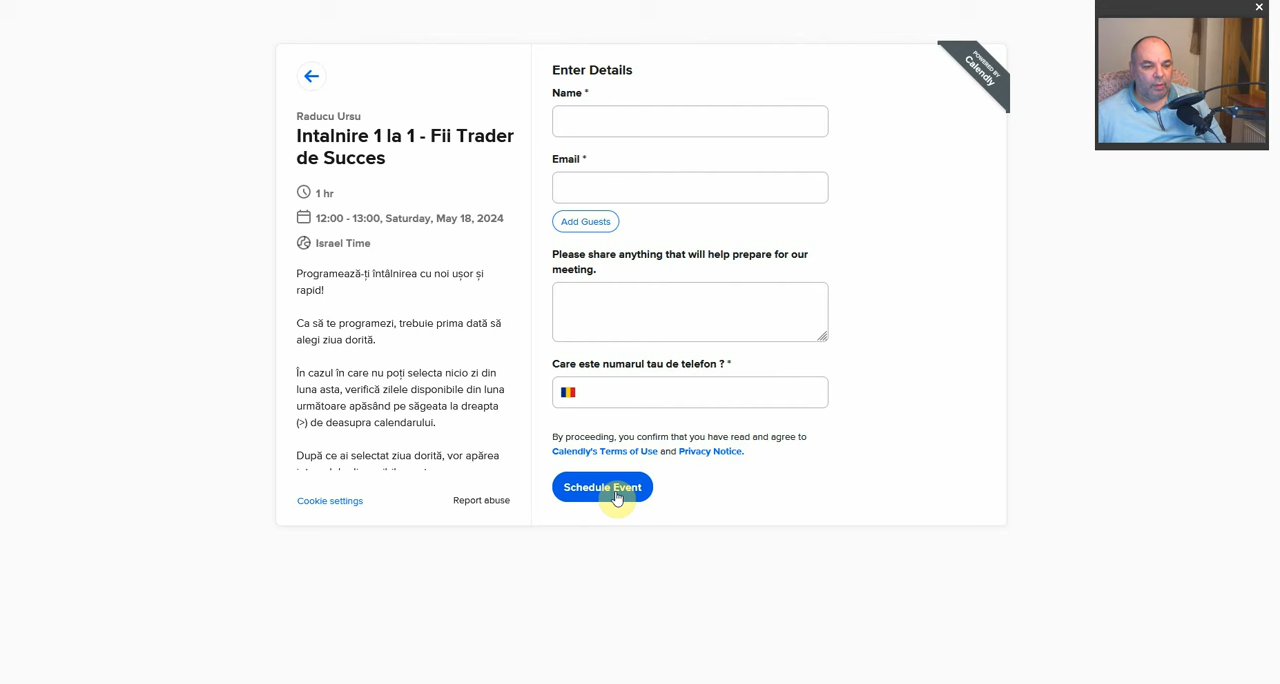 Raducu Ursu
Intalnire 1 la 1 - Fii Trader
de Succes
1 hr
12:00 - 13:00, Saturday, May 18, 2024
Israel Time
Programează-ți întâlnirea cu noi ușor și
rapid!
Ca să te programezi, trebuie prima dată să
alegi ziua dorită.
În cazul în care nu poți selecta nicio zi din
luna asta, verifică zilele disponibile din luna
următoare apăsând pe săgeata la dreapta
(>) de deasupra calendarului.
După ce ai selectat ziua dorită, vor apărea
Cookie settings
Report abuse
Enter Details
Name *
Email *
Add Guests
Please share anything that will help prepare for our
meeting.
Care este numarul tau de telefon ? *
By proceeding, you confirm that you have read and agree to
Calendly's Terms of Use and Privacy Notice.
Schedule Event
POWERED BY
Calendly